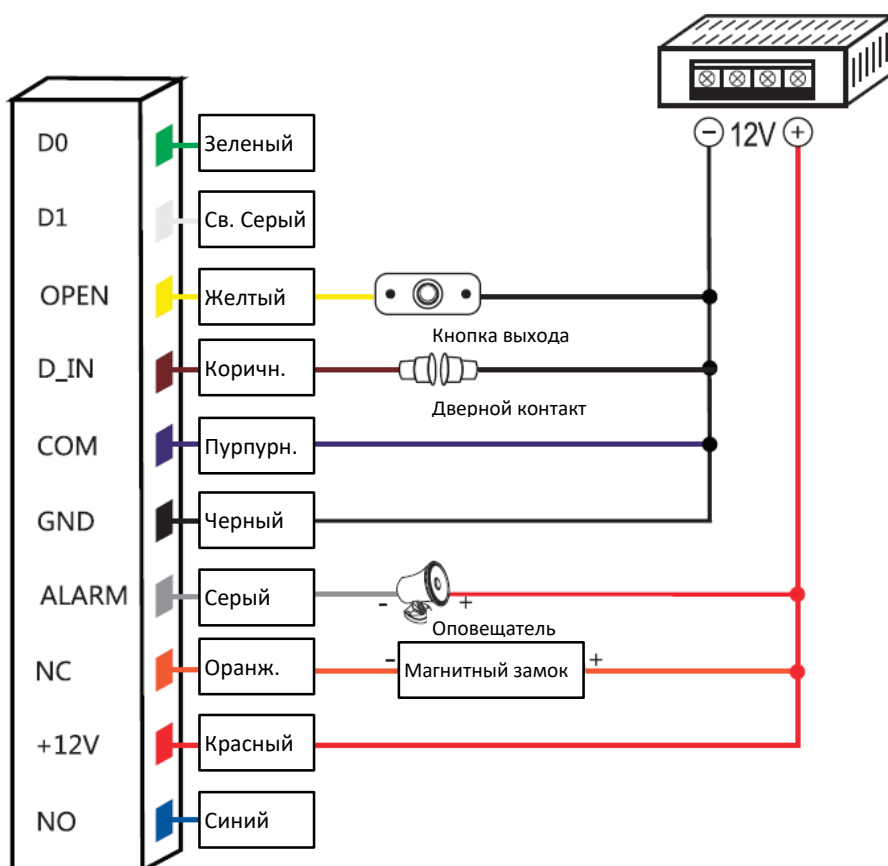 − 12V +
D0 Зеленый
D1 Св. Серый
OPEN Желтый
Кнопка выхода
D_IN Коричн.
Дверной контакт
COM Пурпурн.
GND Черный
ALARM Серый - +
Оповещатель
NC Оранж. - Магнитный замок +
+12V Красный
NO Синий